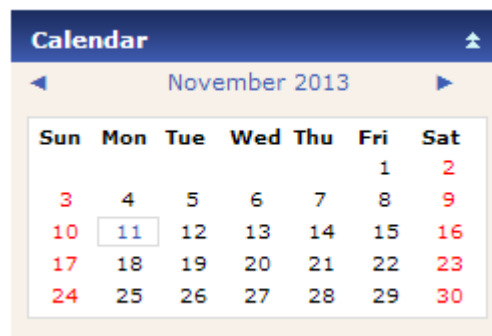 Calendar
November 2013
Sun Mon Tue Wed Thu Fri Sat
1 2
3 4 5 6 7 8 9
10 11 12 13 14 15 16
17 18 19 20 21 22 23
24 25 26 27 28 29 30